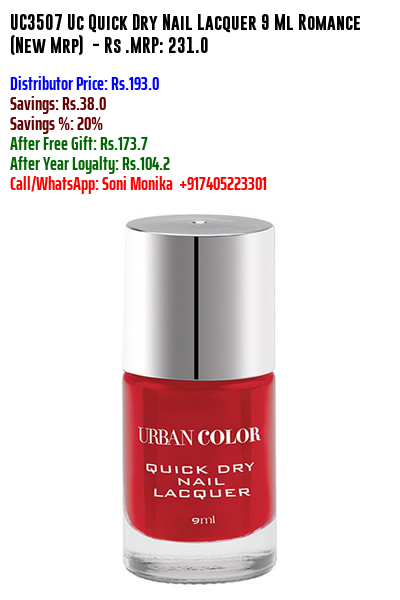 UC3507 Uc Quick Dry Nail Lacquer 9 Ml Romance
(New Mrp) - Rs .MRP: 231.0
Distributor Price: Rs.193.0
Savings: Rs.38.0
Savings %: 20%
After Free Gift: Rs.173.7
After Year Loyalty: Rs.104.2
Call/WhatsApp: Soni Monika +917405223301
URBAN COLOR
QUICK DRY
NAIL
LACQUER
9ml